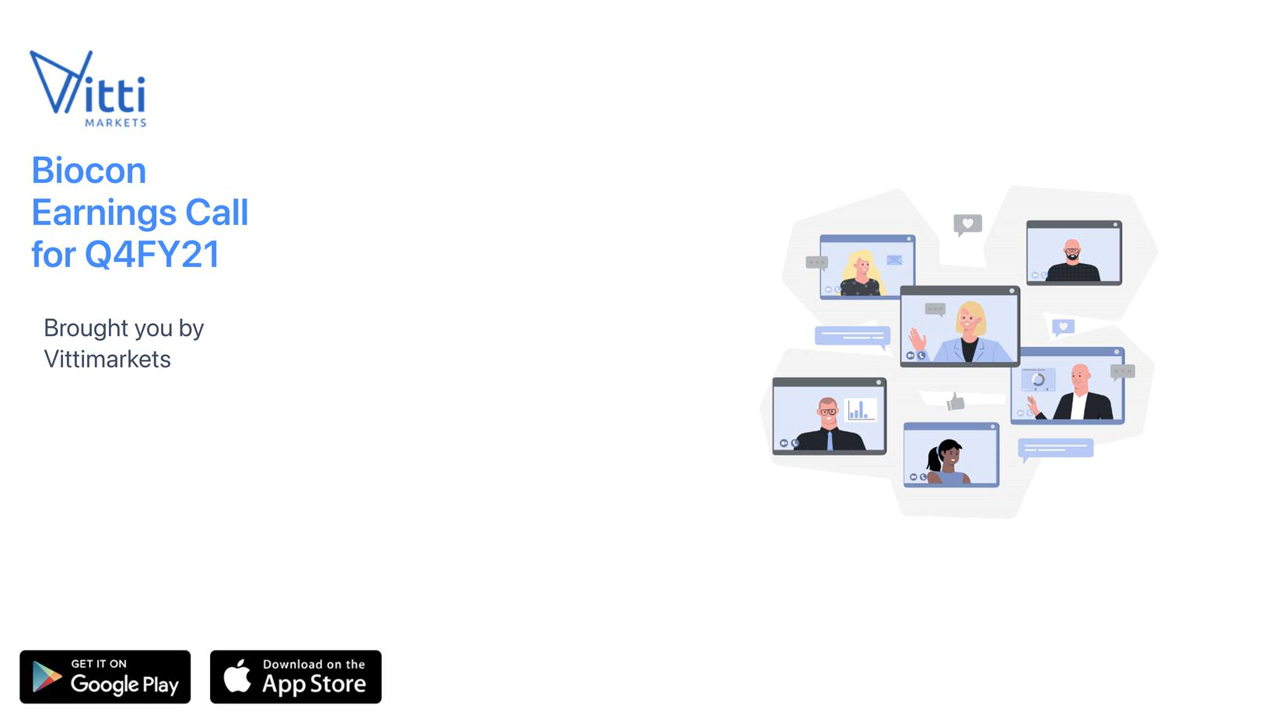 Vitti
MARKETS
Biocon
Earnings Call
for Q4FY21
Brought you by
Vittimarkets
GET IT ON
Google Play
Download on the
App Store